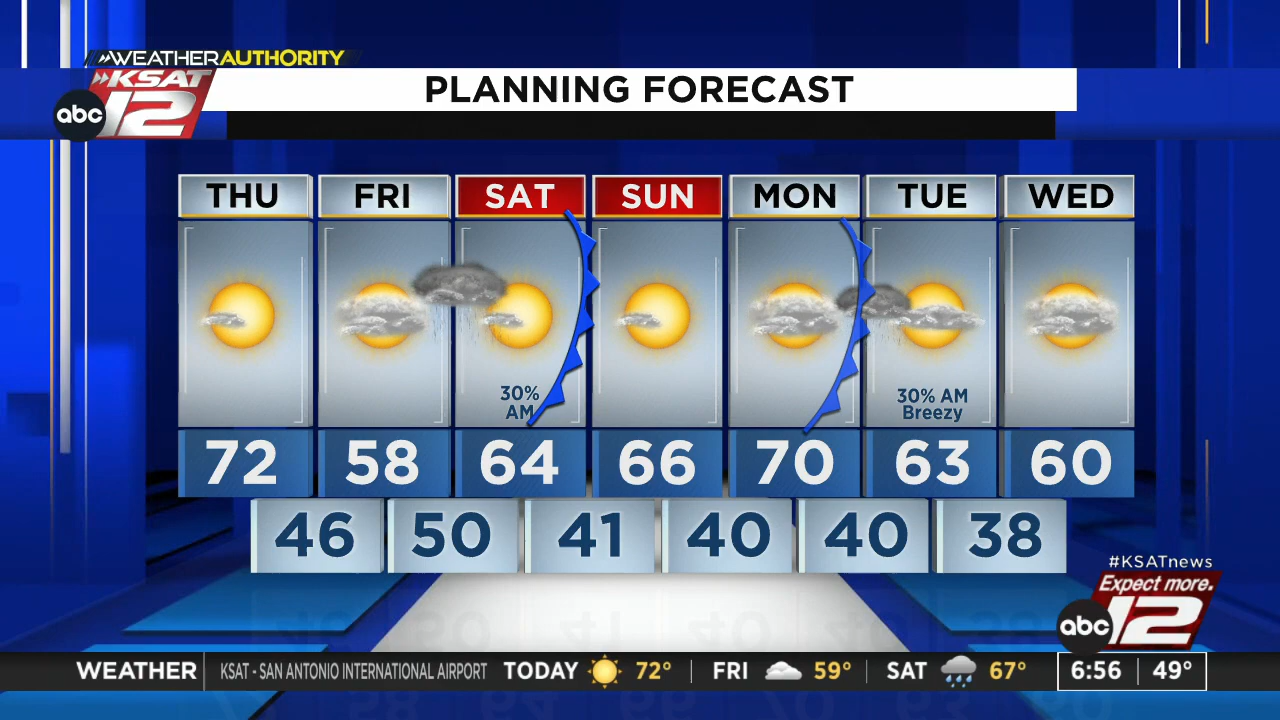 WEATHERAUTHORITY
KSAT
abc 12
PLANNING FORECAST
THU FRI SAT SUN MON TUE WED
30%
AM
30% AM
Breezy
72 58 64 66 70 63 60
46 50 41 40 40 38
#KSATnews
Expect more.
abc 12
WEATHER KSAT - SAN ANTONIO INTERNATIONAL AIRPORT TODAY 72° FRI 59° SAT 67° 6:56 49°